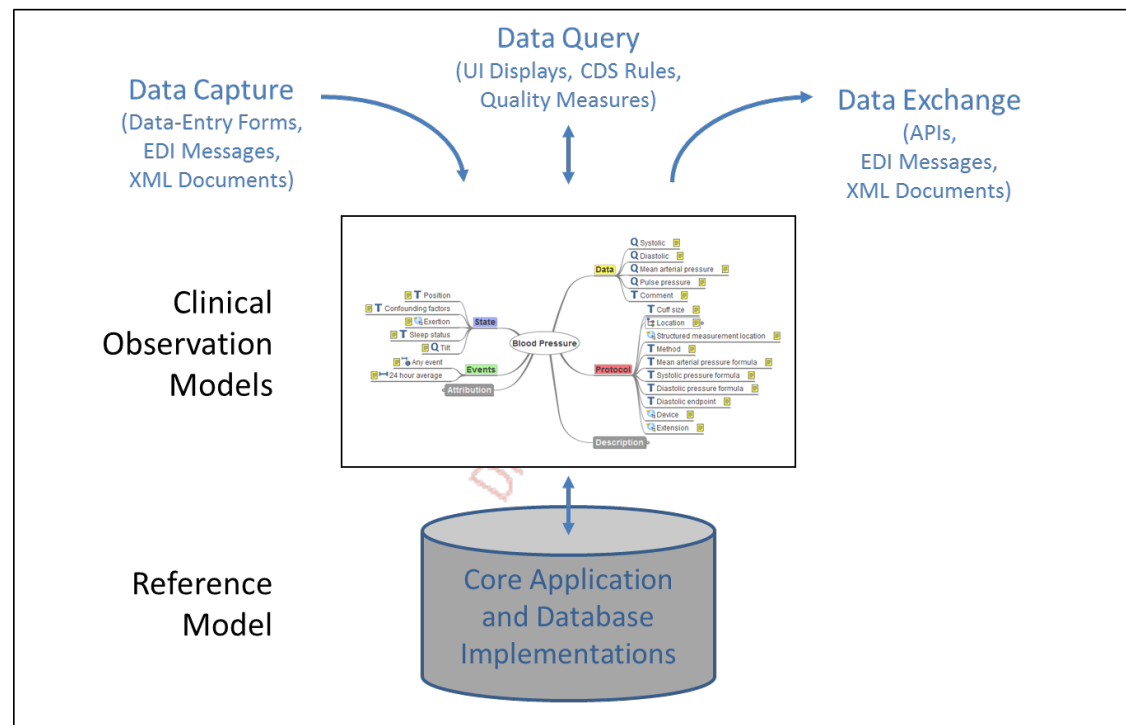 Data Query
(UI Displays, CDS Rules,
Quality Measures)
Data Capture
(Data-Entry Forms,
EDI Messages,
XML Documents)
Data Exchange
(APIs,
EDI Messages,
XML Documents)
Clinical
Observation
Models
Blood Pressure
Data
Q Systolic
Q Diastolic
Q Mean arterial pressure
Q Pulse pressure
T Comment
State
T Position
T Confounding factors
Exertion
T Sleep status
Q Tilt
Events
Any event
24 hour average
Attribution
Protocol
T Cuff size
Location
Structured measurement location
T Method
T Mean arterial pressure formula
T Systolic pressure formula
T Diastolic pressure formula
T Diastolic endpoint
Device
Extension
Description
Reference
Model
Core Application
and Database
Implementations